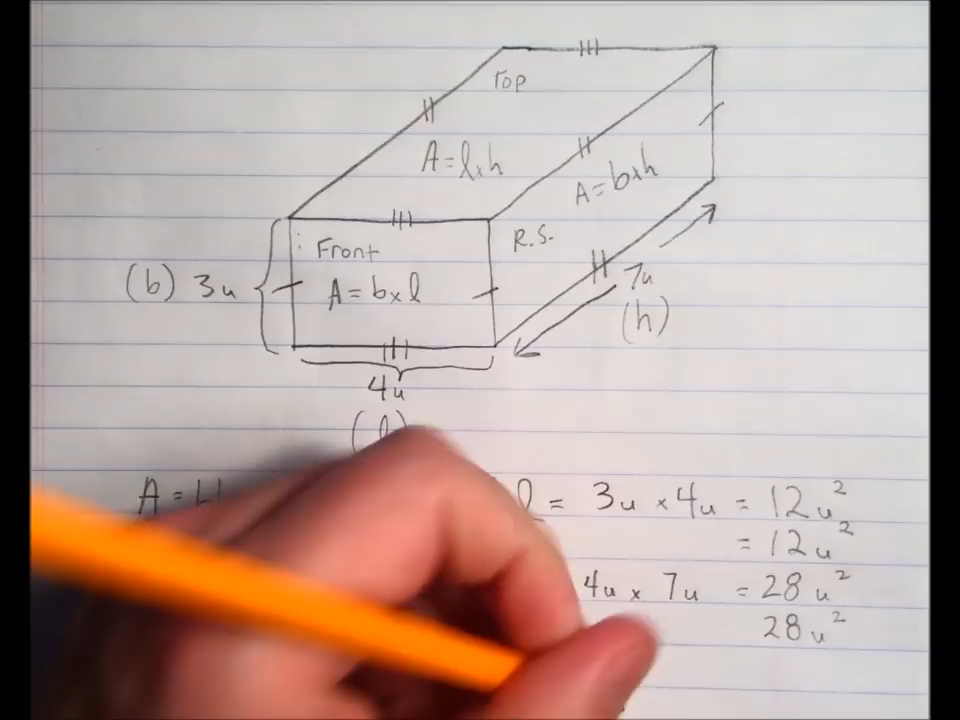 Top
A = l x h
A = b x h
R.S.
Front
A = b x l
(b) 3u
7u
(h)
4u
(l)
A =
l = 3u x 4u = 12u²
= 12u²
4u x 7u = 28u²
28u²